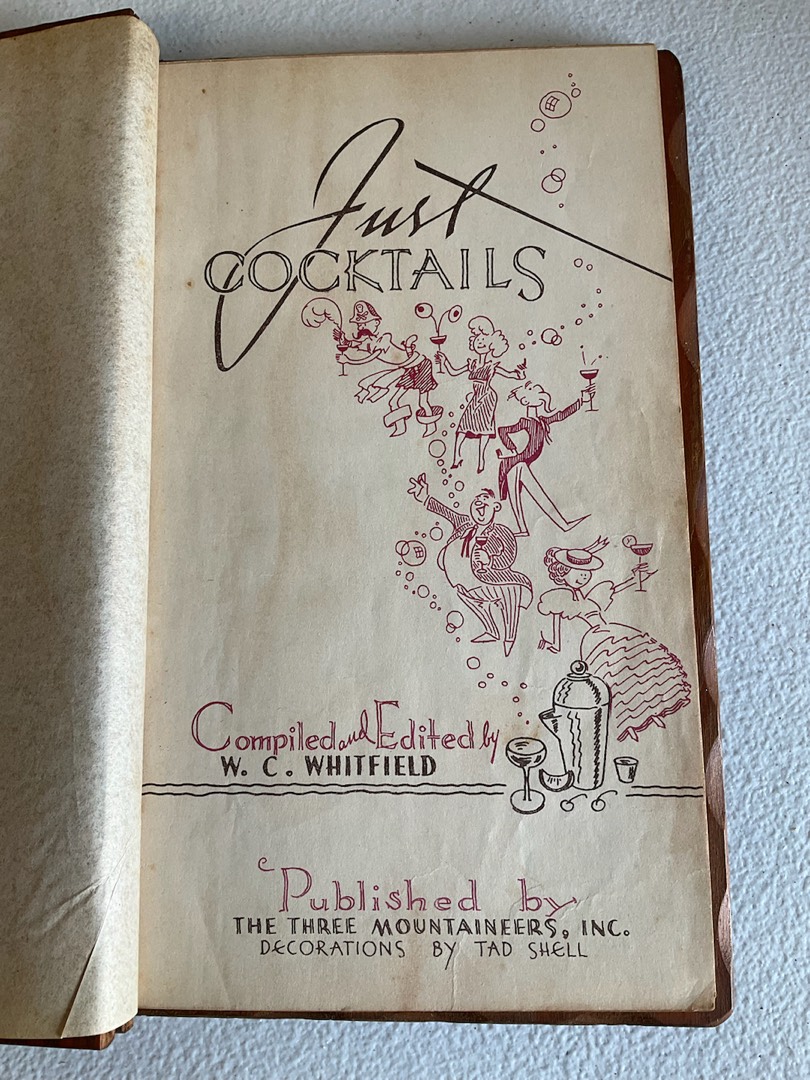 Just
COCKTAILS
Compiled and Edited by
W. C. WHITFIELD
Published by
THE THREE MOUNTAINEERS, INC.
DECORATIONS BY TAD SHELL